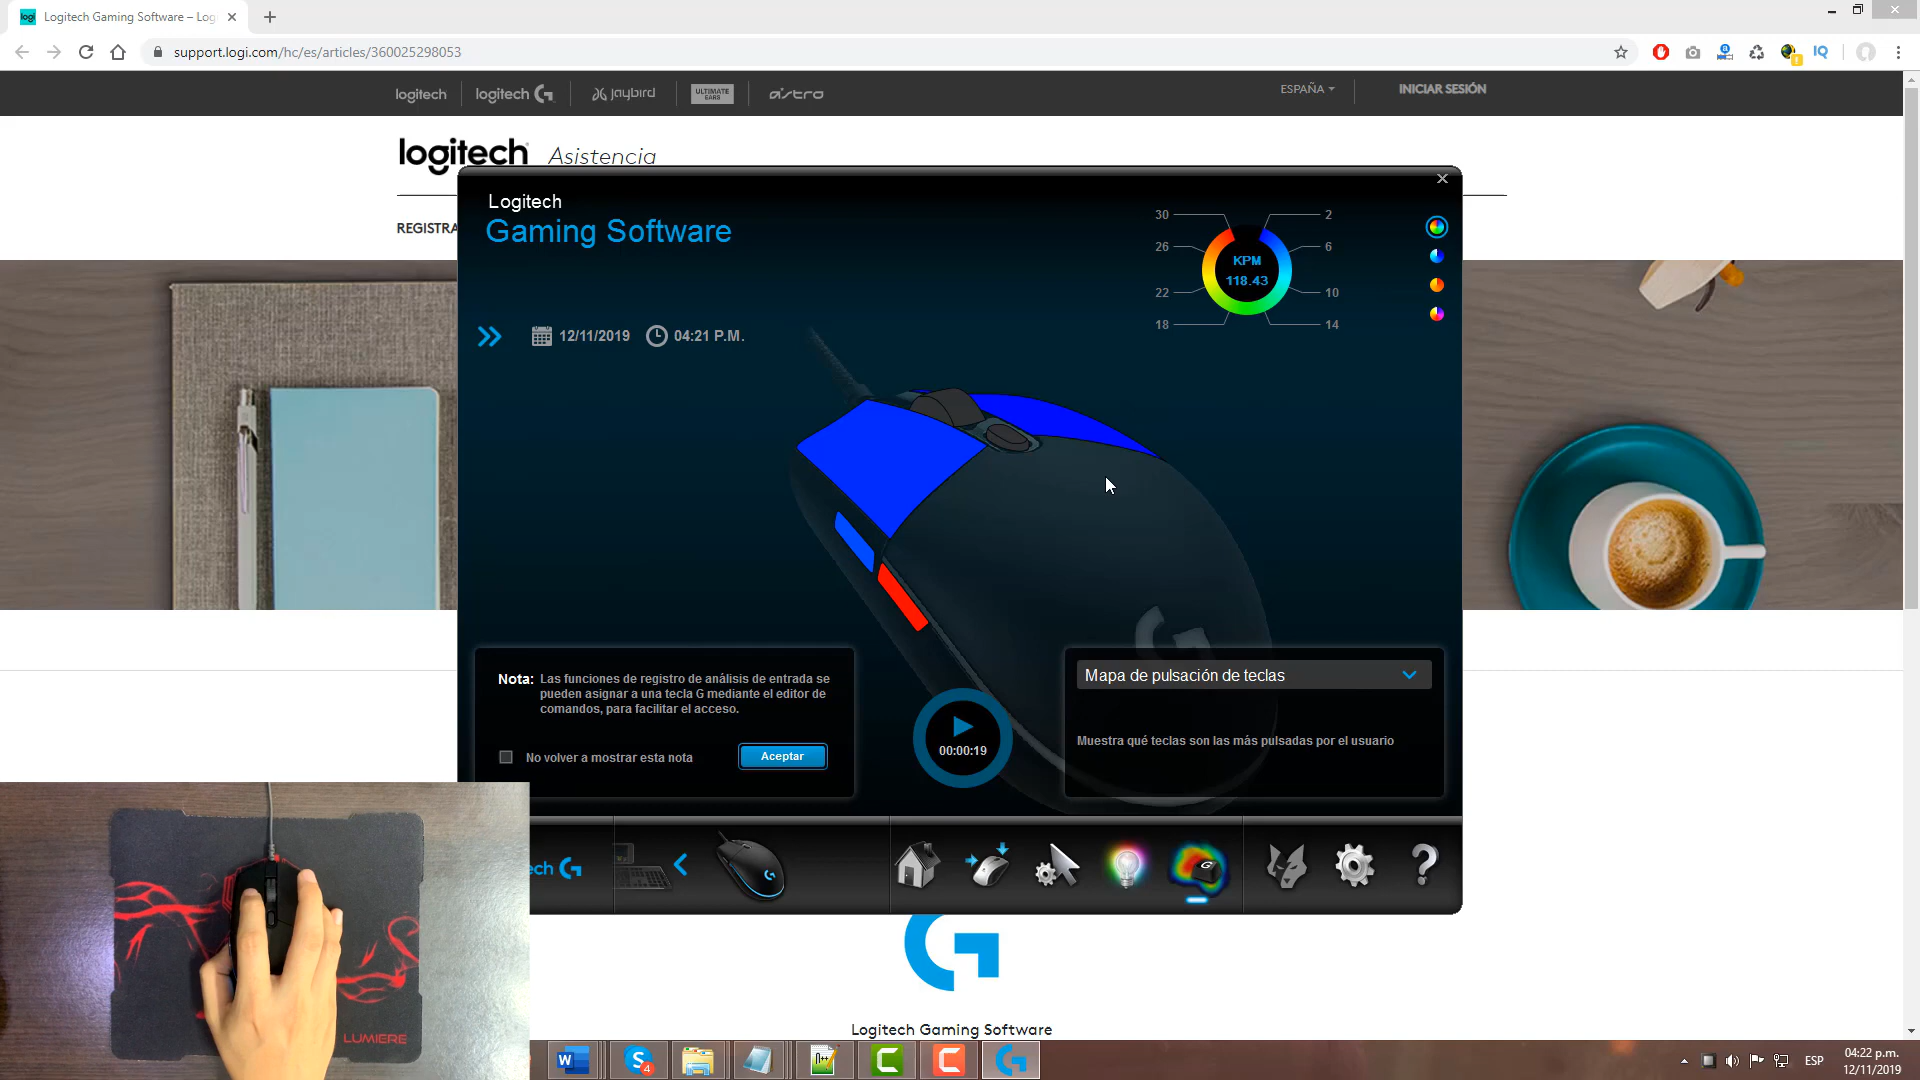 Logitech Gaming Software – Log
support.logi.com/hc/es/articles/360025298053
logitech
logitech G
Jaybird
ULTIMATE EARS
ASTRO
ESPAÑA
INICIAR SESIÓN
logitech Asistencia
REGISTRA
Logitech
Gaming Software
12/11/2019 04:21 P.M.
30 2
26 6
KPM
118.43
22 10
18 14
Nota: Las funciones de registro de análisis de entrada se
pueden asignar a una tecla G mediante el editor de
comandos, para facilitar el acceso.
No volver a mostrar esta nota
Aceptar
00:00:19
Mapa de pulsación de teclas
Muestra qué teclas son las más pulsadas por el usuario
tech G
Logitech Gaming Software
LUMIERE
ESP
04:22 p.m.
12/11/2019